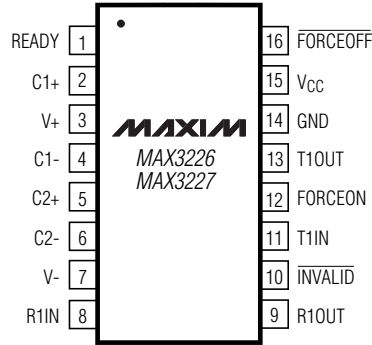 READY 1
C1+ 2
V+ 3
C1- 4
C2+ 5
C2- 6
V- 7
R1IN 8
MAXIM
MAX3226
MAX3227
16 FORCEOFF
15 VCC
14 GND
13 T1OUT
12 FORCEON
11 T1IN
10 INVALID
9 R1OUT